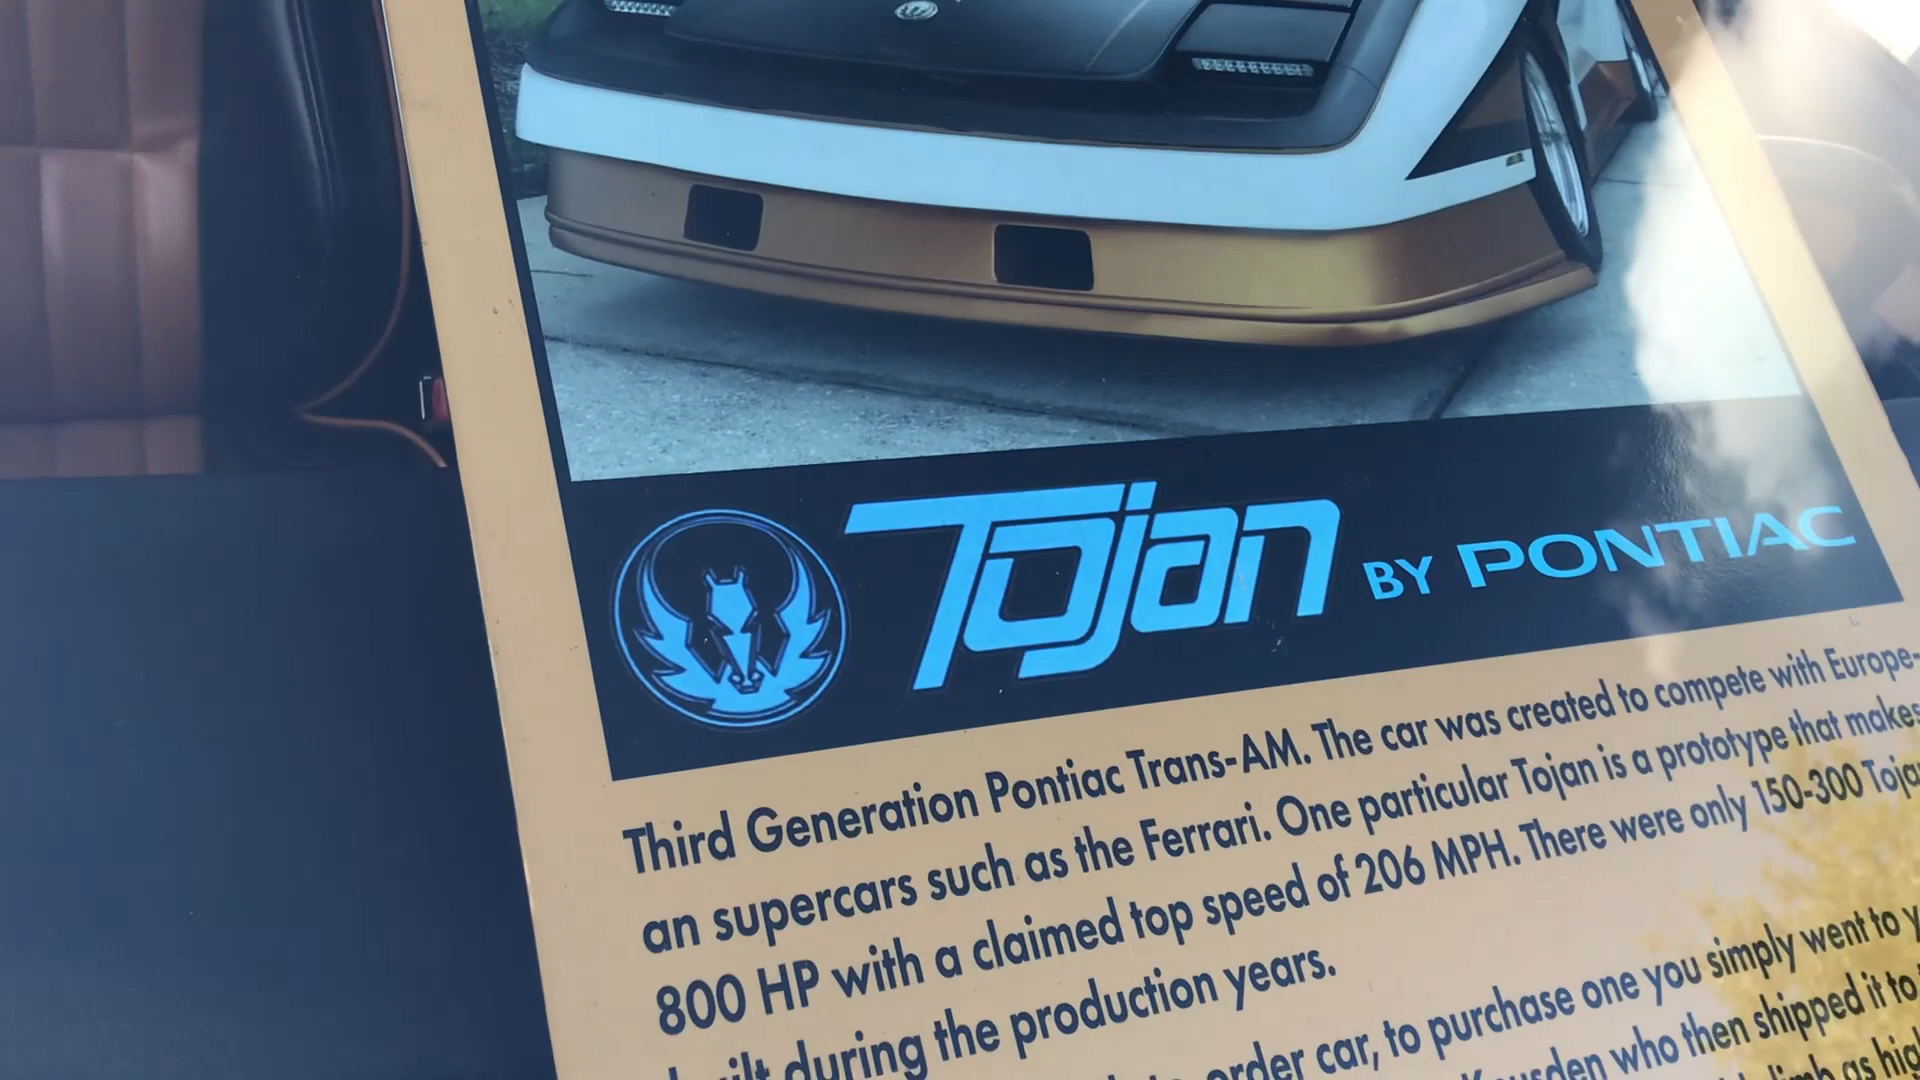 Tojan BY PONTIAC
Third Generation Pontiac Trans-AM. The car was created to compete with Europe-
an supercars such as the Ferrari. One particular Tojan is a prototype that makes
800 HP with a claimed top speed of 206 MPH. There were only 150-300
during the production years.
order car, to purchase one you simply went to
who then shipped it to
as